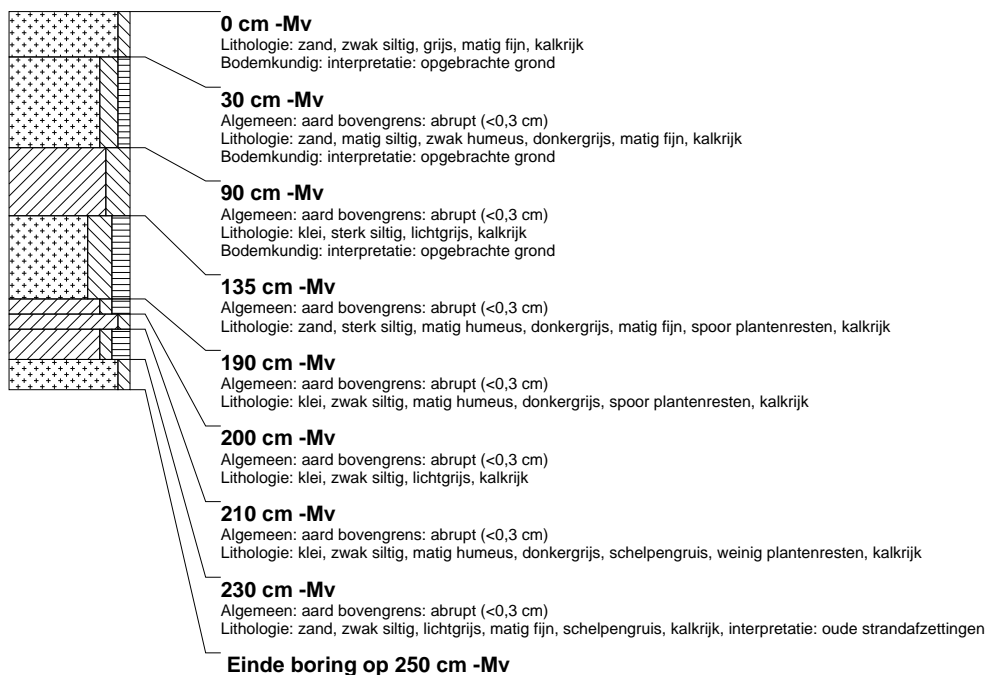 0 cm -Mv
Lithologie: zand, zwak siltig, grijs, matig fijn, kalkrijk
Bodemkundig: interpretatie: opgebrachte grond
30 cm -Mv
Algemeen: aard bovengrens: abrupt (<0,3 cm)
Lithologie: zand, matig siltig, zwak humeus, donkergrijs, matig fijn, kalkrijk
Bodemkundig: interpretatie: opgebrachte grond
90 cm -Mv
Algemeen: aard bovengrens: abrupt (<0,3 cm)
Lithologie: klei, sterk siltig, lichtgrijs, kalkrijk
Bodemkundig: interpretatie: opgebrachte grond
135 cm -Mv
Algemeen: aard bovengrens: abrupt (<0,3 cm)
Lithologie: zand, sterk siltig, matig humeus, donkergrijs, matig fijn, spoor plantenresten, kalkrijk
190 cm -Mv
Algemeen: aard bovengrens: abrupt (<0,3 cm)
Lithologie: klei, zwak siltig, matig humeus, donkergrijs, spoor plantenresten, kalkrijk
200 cm -Mv
Algemeen: aard bovengrens: abrupt (<0,3 cm)
Lithologie: klei, zwak siltig, lichtgrijs, kalkrijk
210 cm -Mv
Algemeen: aard bovengrens: abrupt (<0,3 cm)
Lithologie: klei, zwak siltig, matig humeus, donkergrijs, schelpengruis, weinig plantenresten, kalkrijk
230 cm -Mv
Algemeen: aard bovengrens: abrupt (<0,3 cm)
Lithologie: zand, zwak siltig, lichtgrijs, matig fijn, schelpengruis, kalkrijk, interpretatie: oude strandafzettingen
Einde boring op 250 cm -Mv